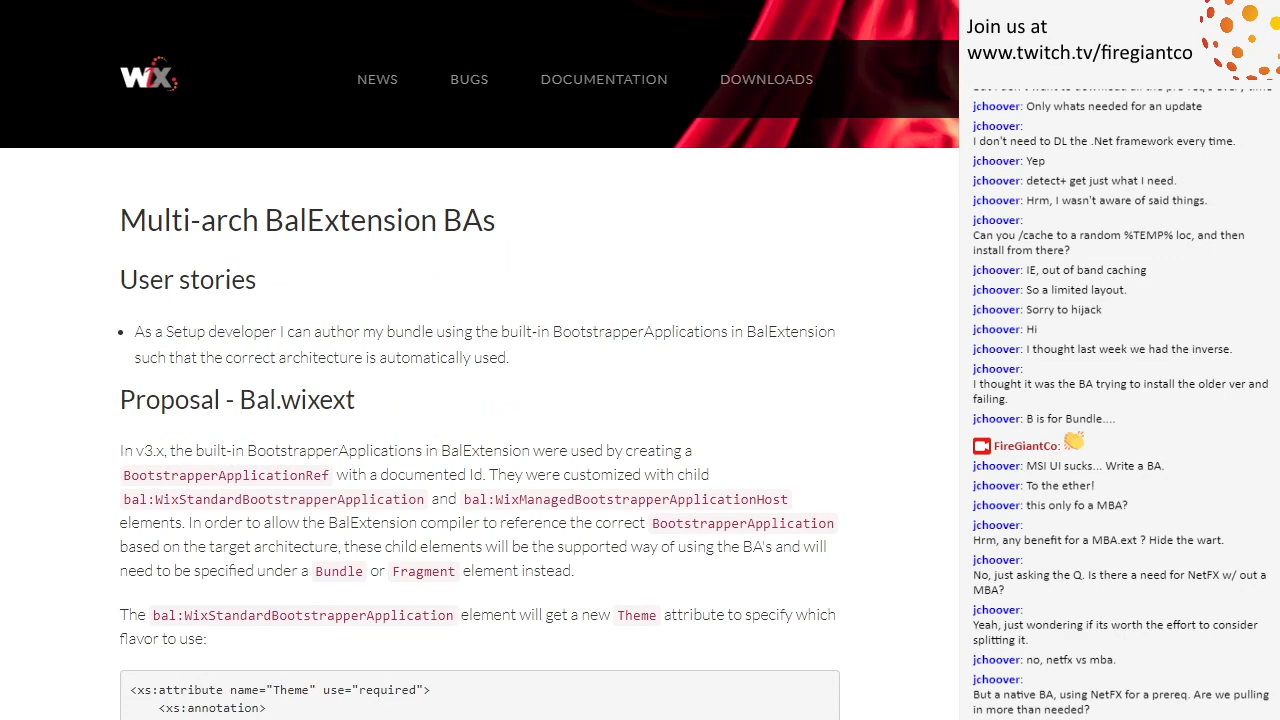 WiX
NEWS
BUGS
DOCUMENTATION
DOWNLOADS
Multi-arch BalExtension BAs
User stories
• As a Setup developer I can author my bundle using the built-in BootstrapperApplications in BalExtension
such that the correct architecture is automatically used.
Proposal - Bal.wixext
In v3.x, the built-in BootstrapperApplications in BalExtension were used by creating a
BootstrapperApplicationRef with a documented Id. They were customized with child
bal:WixStandardBootstrapperApplication and bal:WixManagedBootstrapperApplicationHost
elements. In order to allow the BalExtension compiler to reference the correct BootstrapperApplication
based on the target architecture, these child elements will be the supported way of using the BA's and will
need to be specified under a Bundle or Fragment element instead.
The bal:WixStandardBootstrapperApplication element will get a new Theme attribute to specify which
flavor to use:
<xs:attribute name="Theme" use="required">
<xs:annotation>
Join us at
www.twitch.tv/firegiantco
jchoover: Only whats needed for an update
jchoover:
I don't need to DL the .Net framework every time.
jchoover: Yep
jchoover: detect+ get just what I need.
jchoover: Hrm, I wasn't aware of said things.
jchoover:
Can you /cache to a random %TEMP% loc, and then
install from there?
jchoover: IE, out of band caching
jchoover: So a limited layout.
jchoover: Sorry to hijack
jchoover: Hi
jchoover: I thought last week we had the inverse.
jchoover:
I thought it was the BA trying to install the older ver and
failing.
jchoover: B is for Bundle....
FireGiantCo:
jchoover: MSI UI sucks... Write a BA.
jchoover: To the ether!
jchoover: this only fo a MBA?
jchoover:
Hrm, any benefit for a MBA.ext ? Hide the wart.
jchoover:
No, just asking the Q. Is there a need for NetFX w/ out a
MBA?
jchoover:
Yeah, just wondering if its worth the effort to consider
splitting it.
jchoover: no, netfx vs mba.
jchoover:
But a native BA, using NetFX for a prereq. Are we pulling
in more than needed?